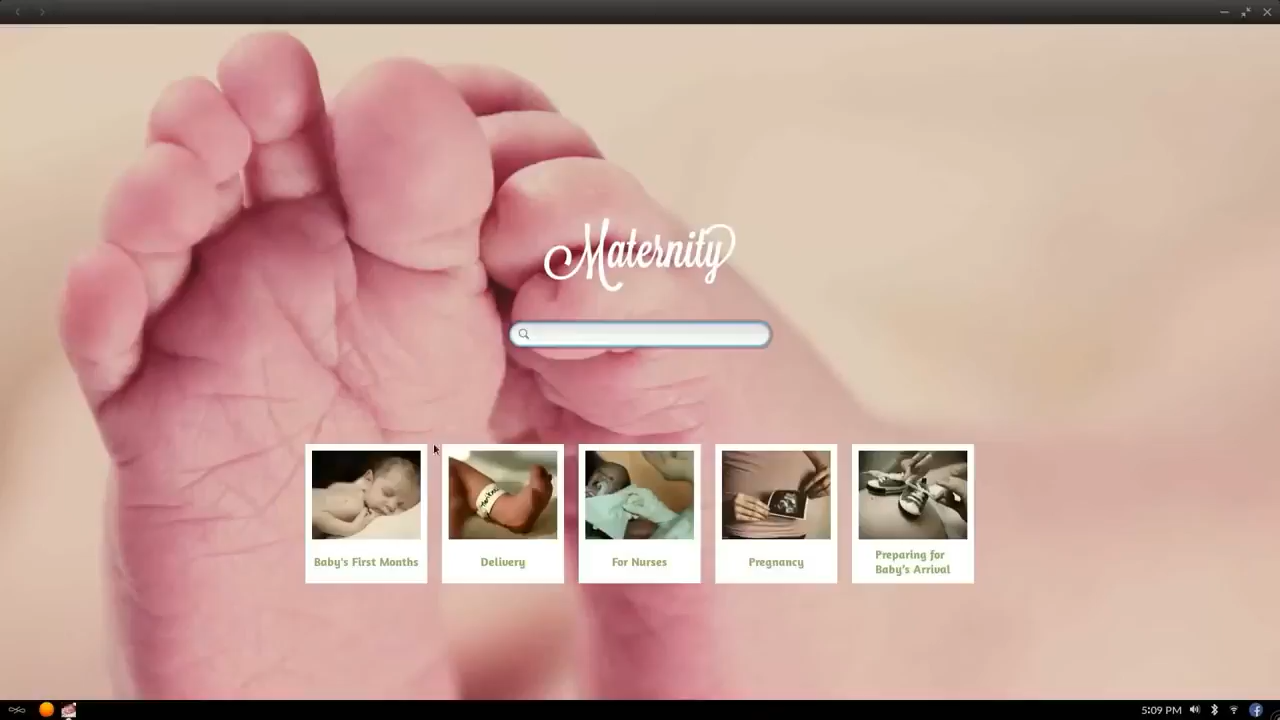 Maternity
Baby's First Months
Delivery
For Nurses
Pregnancy
Preparing for
Baby's Arrival
5:09 PM